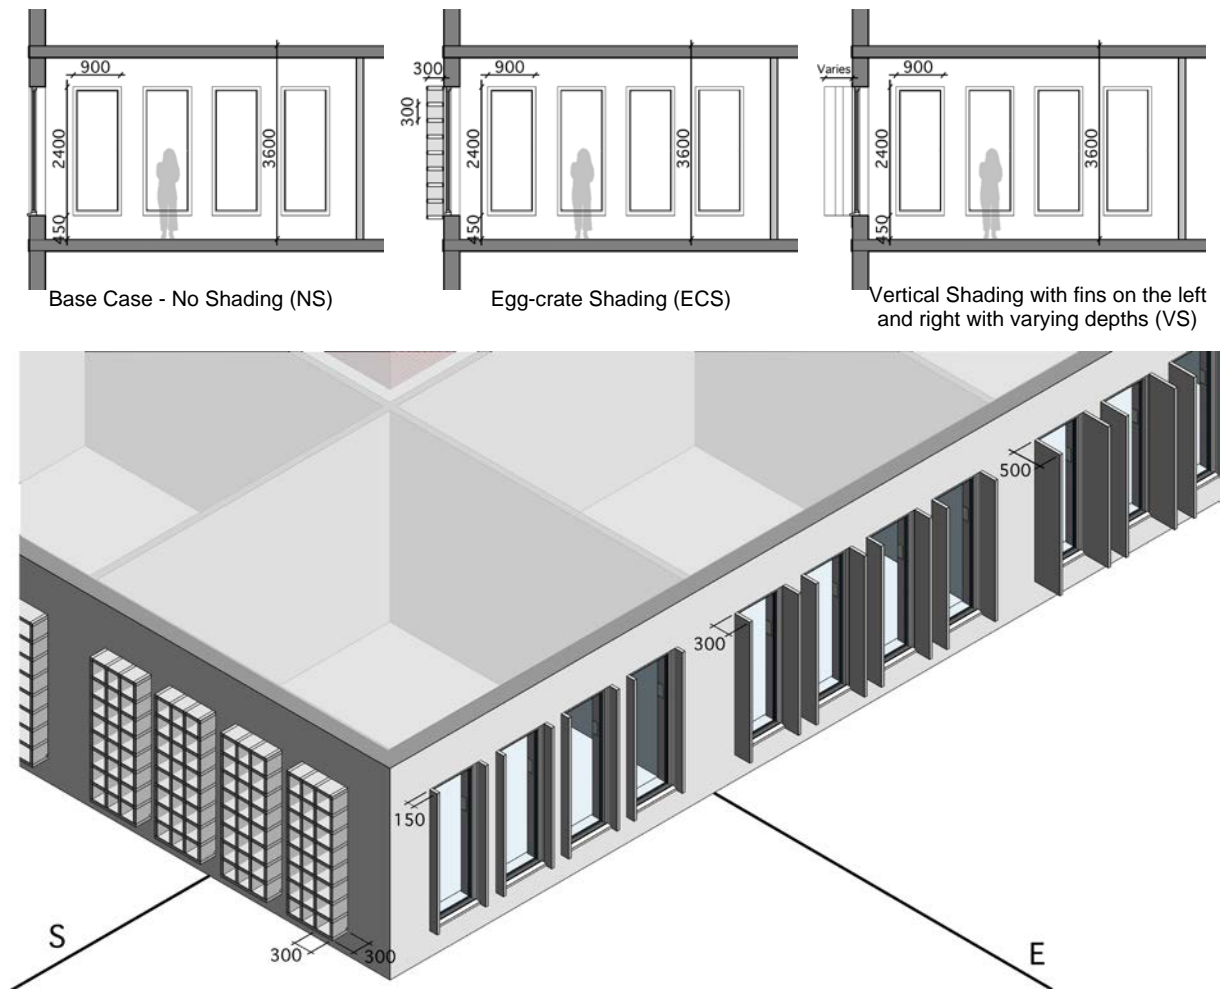 900
2400
3600
450
Base Case - No Shading (NS)
300
900
300
2400
3600
450
Egg-crate Shading (ECS)
Varies
900
2400
3600
450
Vertical Shading with fins on the left
and right with varying depths (VS)
500
300
150
S
300
300
E